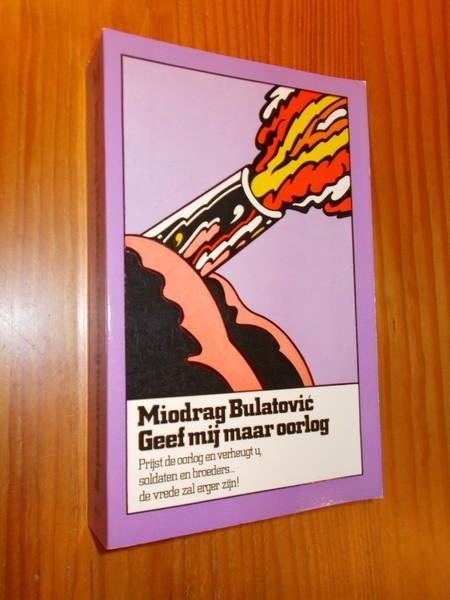 Miodrag Bulatović
Geef mij maar oorlog
Prijst de oorlog en verheugt u,
soldaten en broeders...
de vrede zal erger zijn!